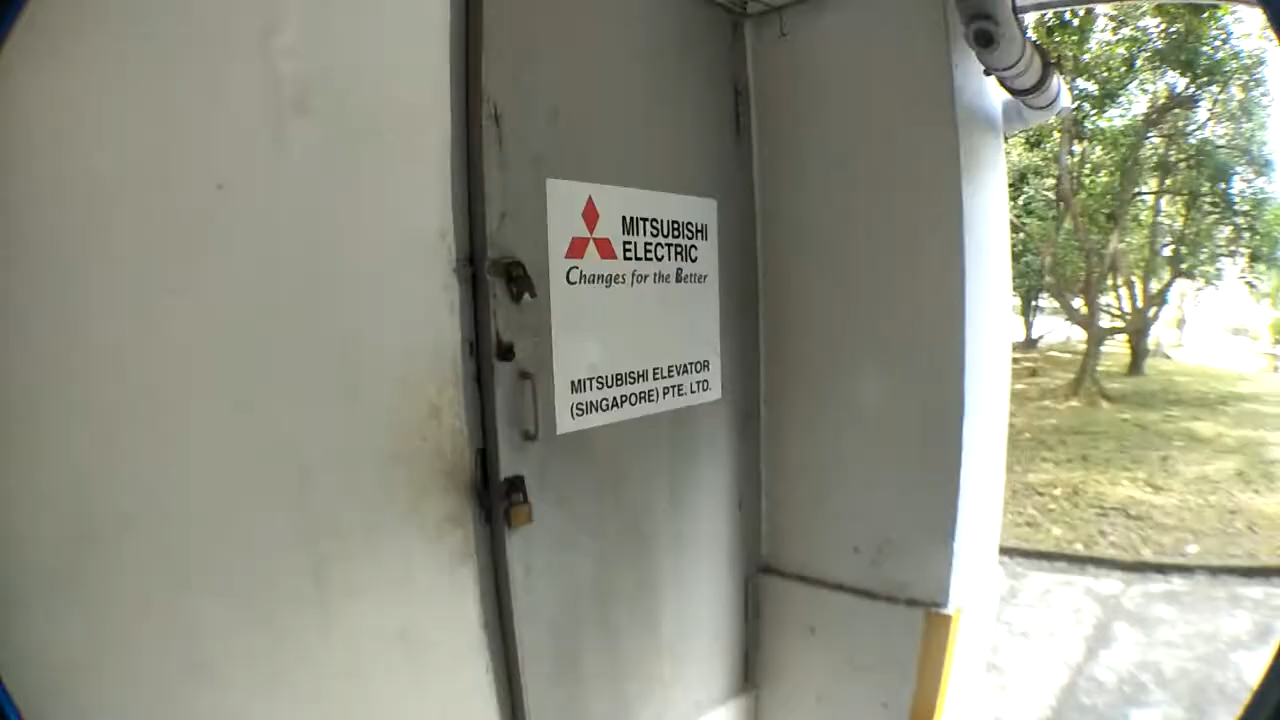 MITSUBISHI
ELECTRIC
Changes for the Better
MITSUBISHI ELEVATOR
(SINGAPORE) PTE. LTD.